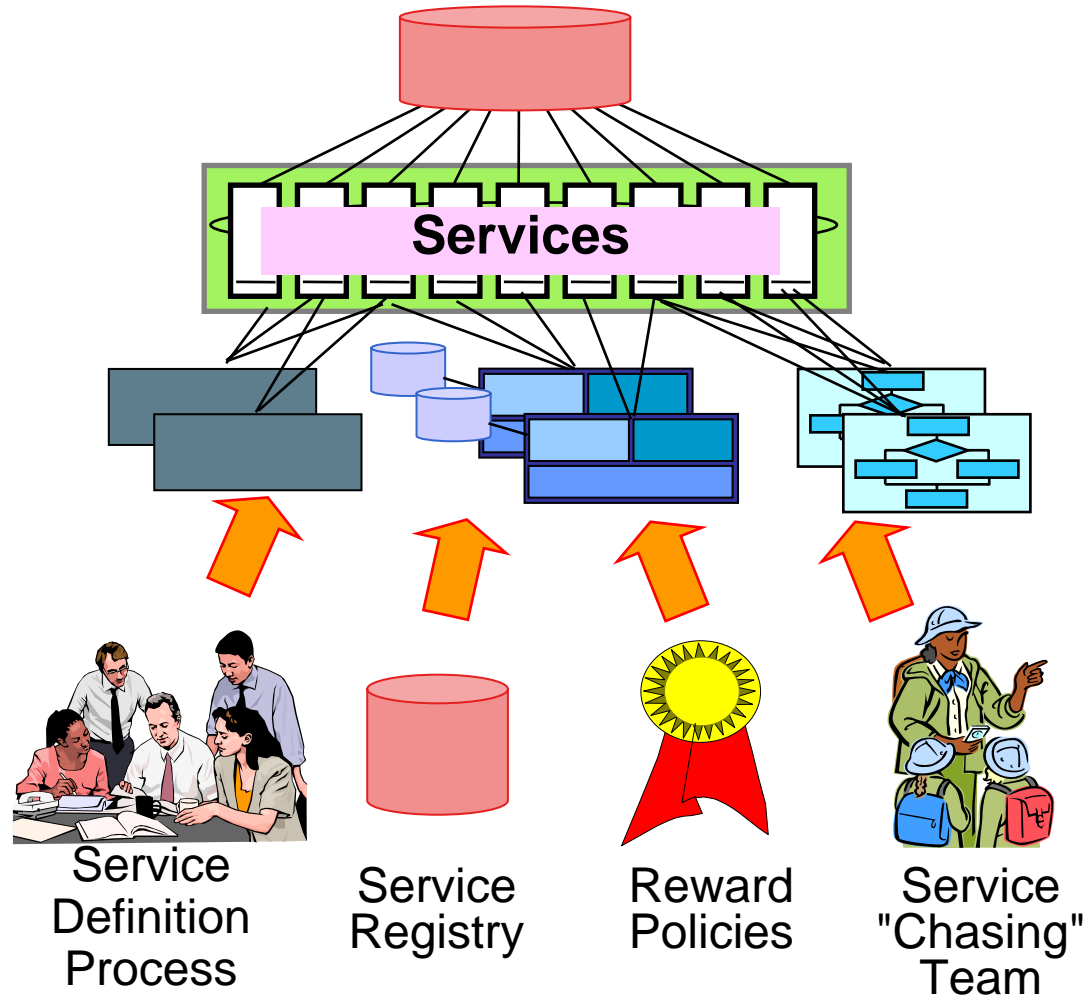 Services
Service
Definition
Process
Service
Registry
Reward
Policies
Service
"Chasing"
Team